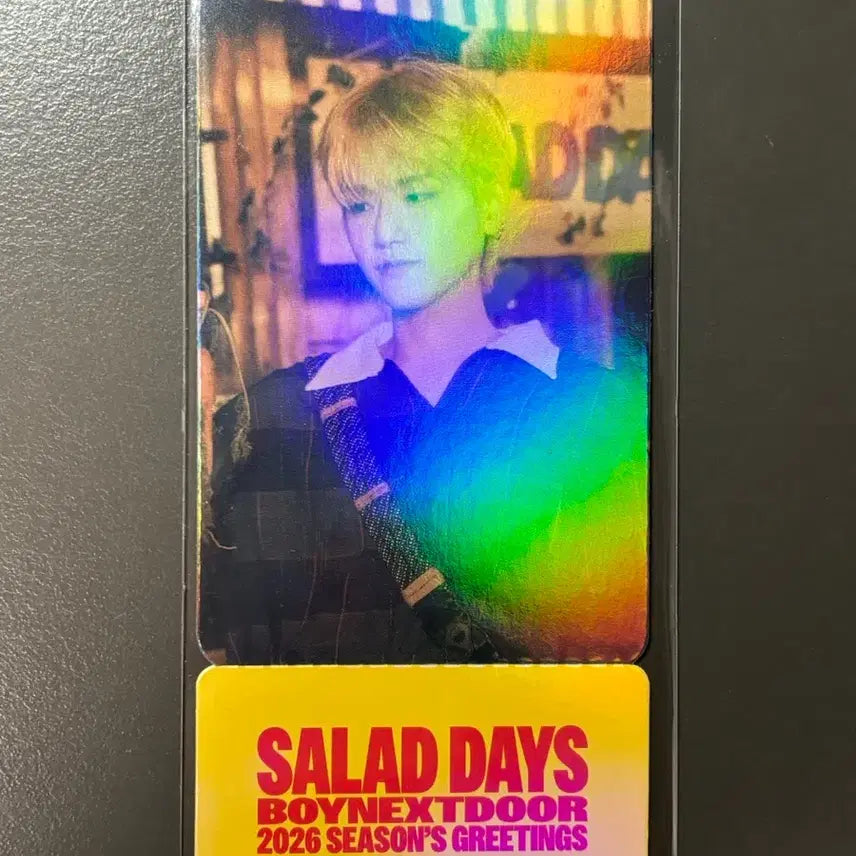 SALAD DAYS
BOYNEXTDOOR
2026 SEASON'S GREETINGS